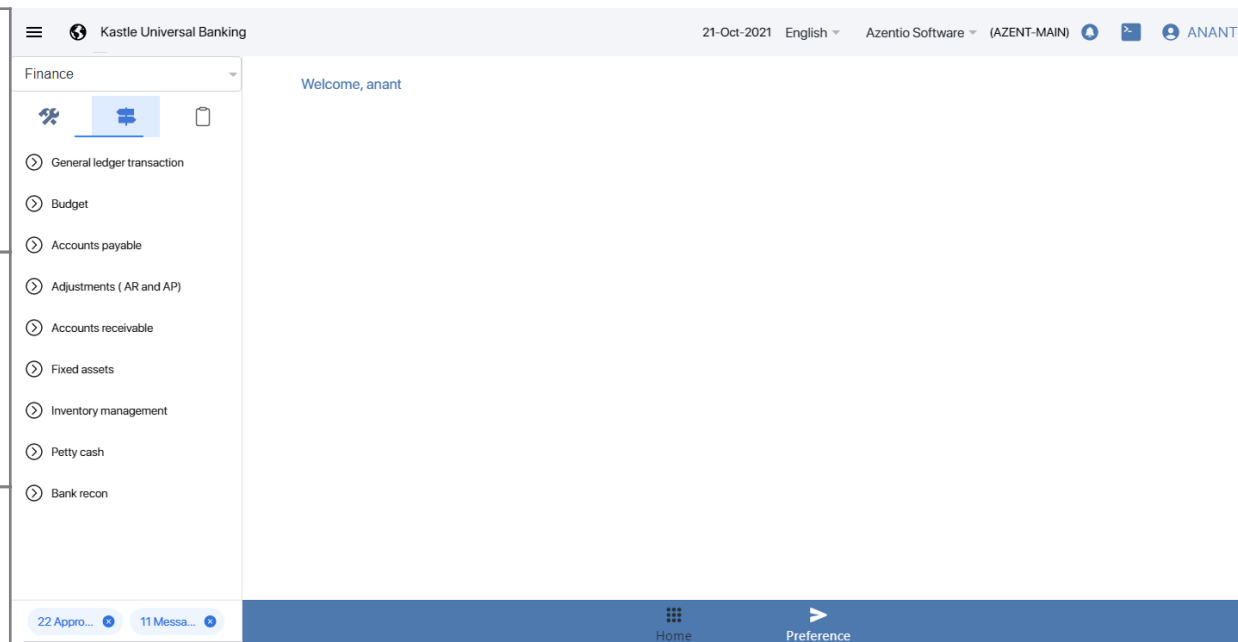 Kastle Universal Banking 21-Oct-2021 English Azentio Software (AZENT-MAIN) ANANT
Finance
Welcome, anant
General ledger transaction
Budget
Accounts payable
Adjustments ( AR and AP)
Accounts receivable
Fixed assets
Inventory management
Petty cash
Bank recon
22 Appro... 11 Messa...
Home Preference